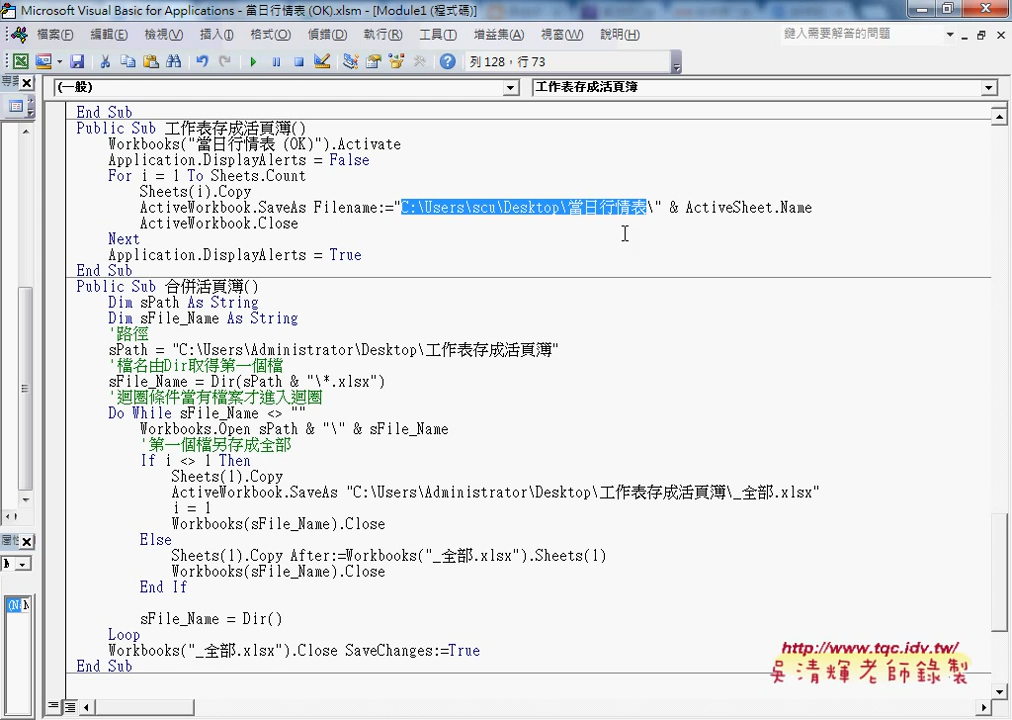 Microsoft Visual Basic for Applications - 當日行情表 (OK).xlsm - [Module1 (程式碼)]
檔案(F) 編輯(E) 檢視(V) 插入(I) 格式(O) 偵錯(D) 執行(R) 工具(T) 增益集(A) 視窗(W) 說明(H) 鍵入需要解答的問題
列 128，行 73
(一般) 工作表存成活頁簿
End Sub
Public Sub 工作表存成活頁簿()
Workbooks("當日行情表 (OK)").Activate
Application.DisplayAlerts = False
For i = 1 To Sheets.Count
Sheets(i).Copy
ActiveWorkbook.SaveAs Filename:="C:\Users\scu\Desktop\當日行情表\" & ActiveSheet.Name
ActiveWorkbook.Close
Next
Application.DisplayAlerts = True
End Sub
Public Sub 合併活頁簿()
Dim sPath As String
Dim sFile_Name As String
'路徑
sPath = "C:\Users\Administrator\Desktop\工作表存成活頁簿"
'檔名由Dir取得第一個檔
sFile_Name = Dir(sPath & "\*.xlsx")
'迴圈條件當有檔案才進入迴圈
Do While sFile_Name <> ""
Workbooks.Open sPath & "\" & sFile_Name
'第一個檔另存成全部
If i <> 1 Then
Sheets(1).Copy
ActiveWorkbook.SaveAs "C:\Users\Administrator\Desktop\工作表存成活頁簿\_全部.xlsx"
i = 1
Workbooks(sFile_Name).Close
Else
Sheets(1).Copy After:=Workbooks("_全部.xlsx").Sheets(1)
Workbooks(sFile_Name).Close
End If
sFile_Name = Dir()
Loop
Workbooks("_全部.xlsx").Close SaveChanges:=True
End Sub
http://www.tqc.idv.tw/
吳清輝老師錄製